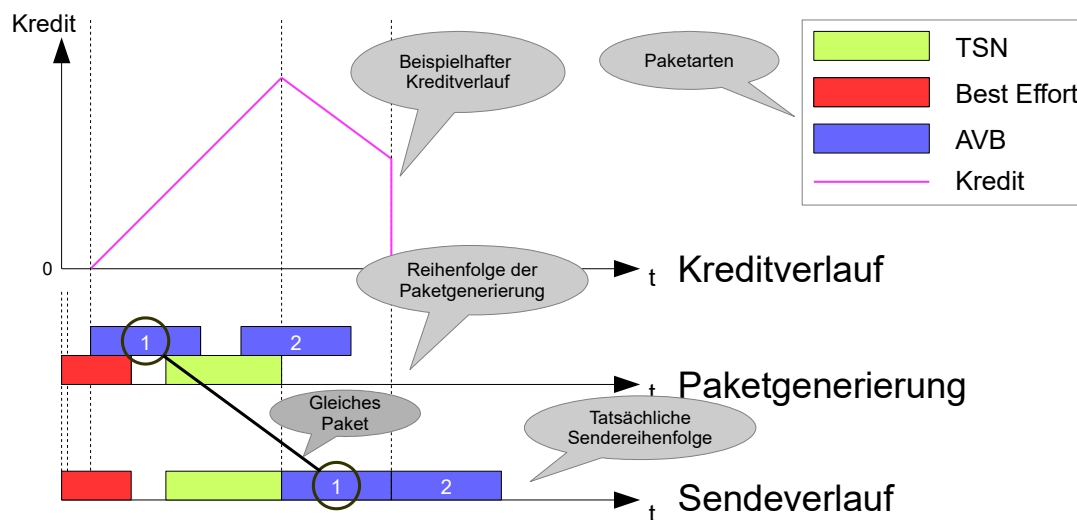 Kredit
Beispielhafter
Kreditverlauf
Paketarten
TSN
Best Effort
AVB
Kredit
0
t Kreditverlauf
Reihenfolge der
Paketgenerierung
1
2
t Paketgenerierung
Gleiches
Paket
Tatsächliche
Sendereihenfolge
1
2
t Sendeverlauf